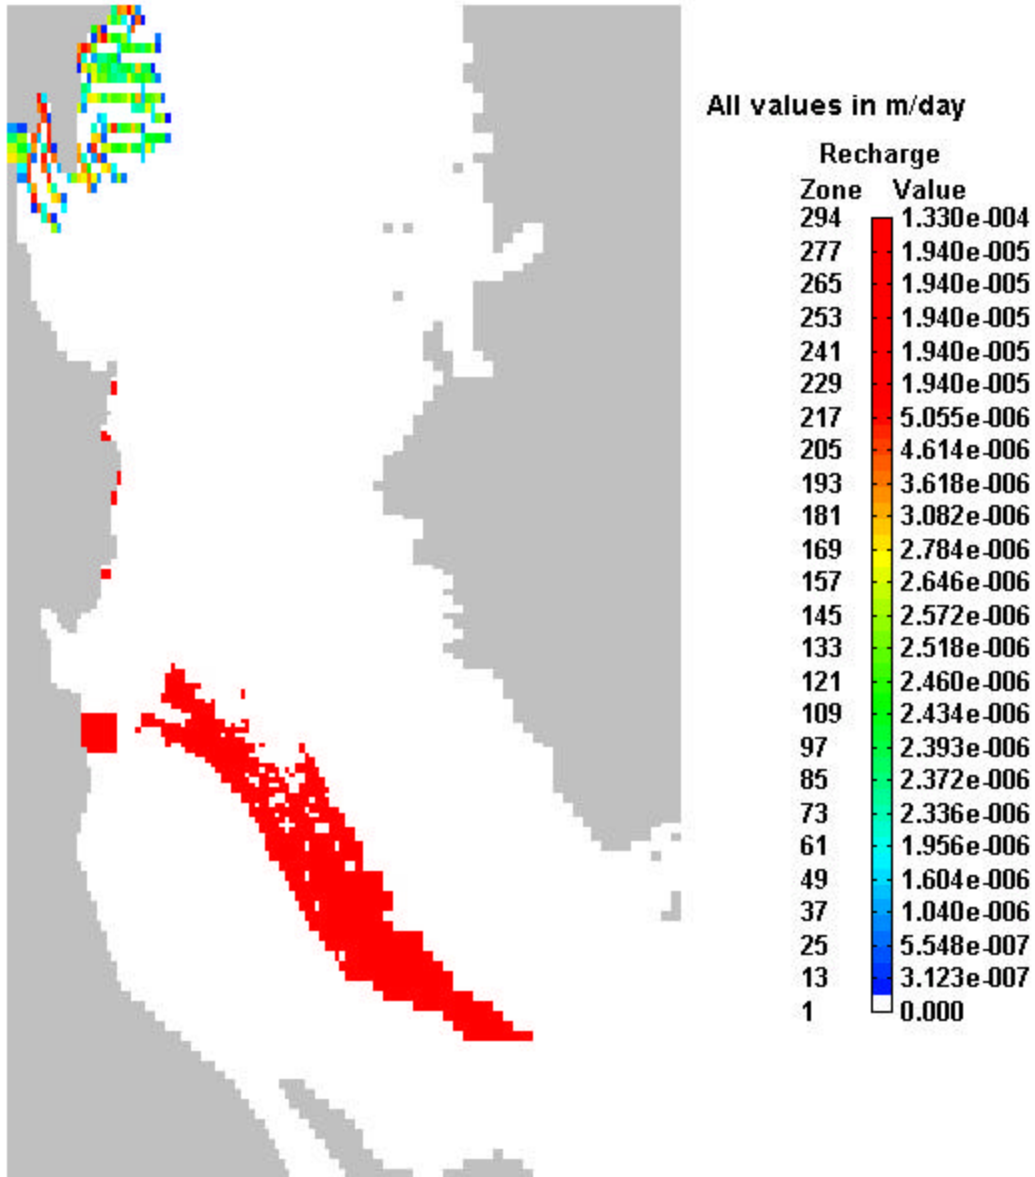 All values in m/day
Recharge
Zone Value
294 1.330e-004
277 1.940e-005
265 1.940e-005
253 1.940e-005
241 1.940e-005
229 1.940e-005
217 5.055e-006
205 4.614e-006
193 3.618e-006
181 3.082e-006
169 2.784e-006
157 2.646e-006
145 2.572e-006
133 2.518e-006
121 2.460e-006
109 2.434e-006
97 2.393e-006
85 2.372e-006
73 2.336e-006
61 1.956e-006
49 1.604e-006
37 1.040e-006
25 5.548e-007
13 3.123e-007
1 0.000